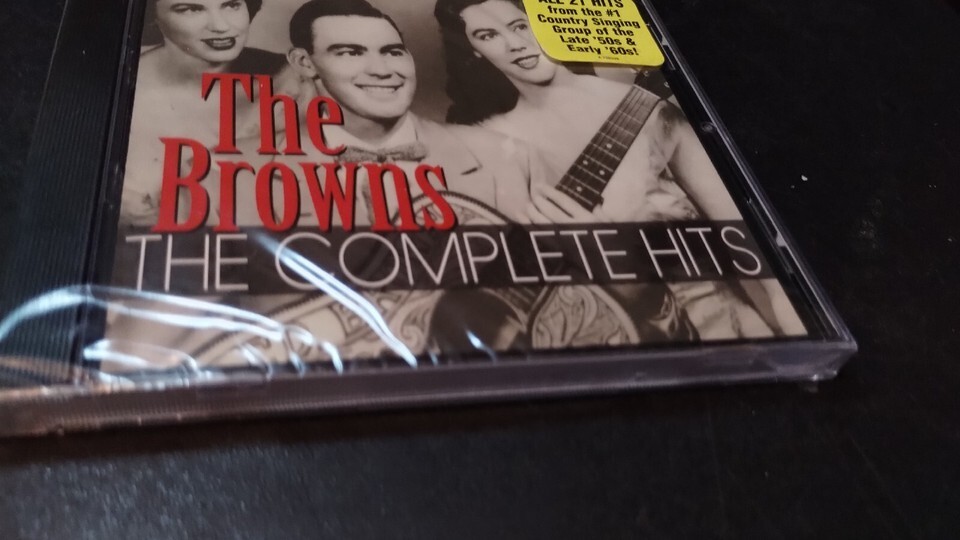 ALL 21 HITS
from the #1
Country Singing
Group of the
Late '50s &
Early '60s!
The
Browns
THE COMPLETE HITS